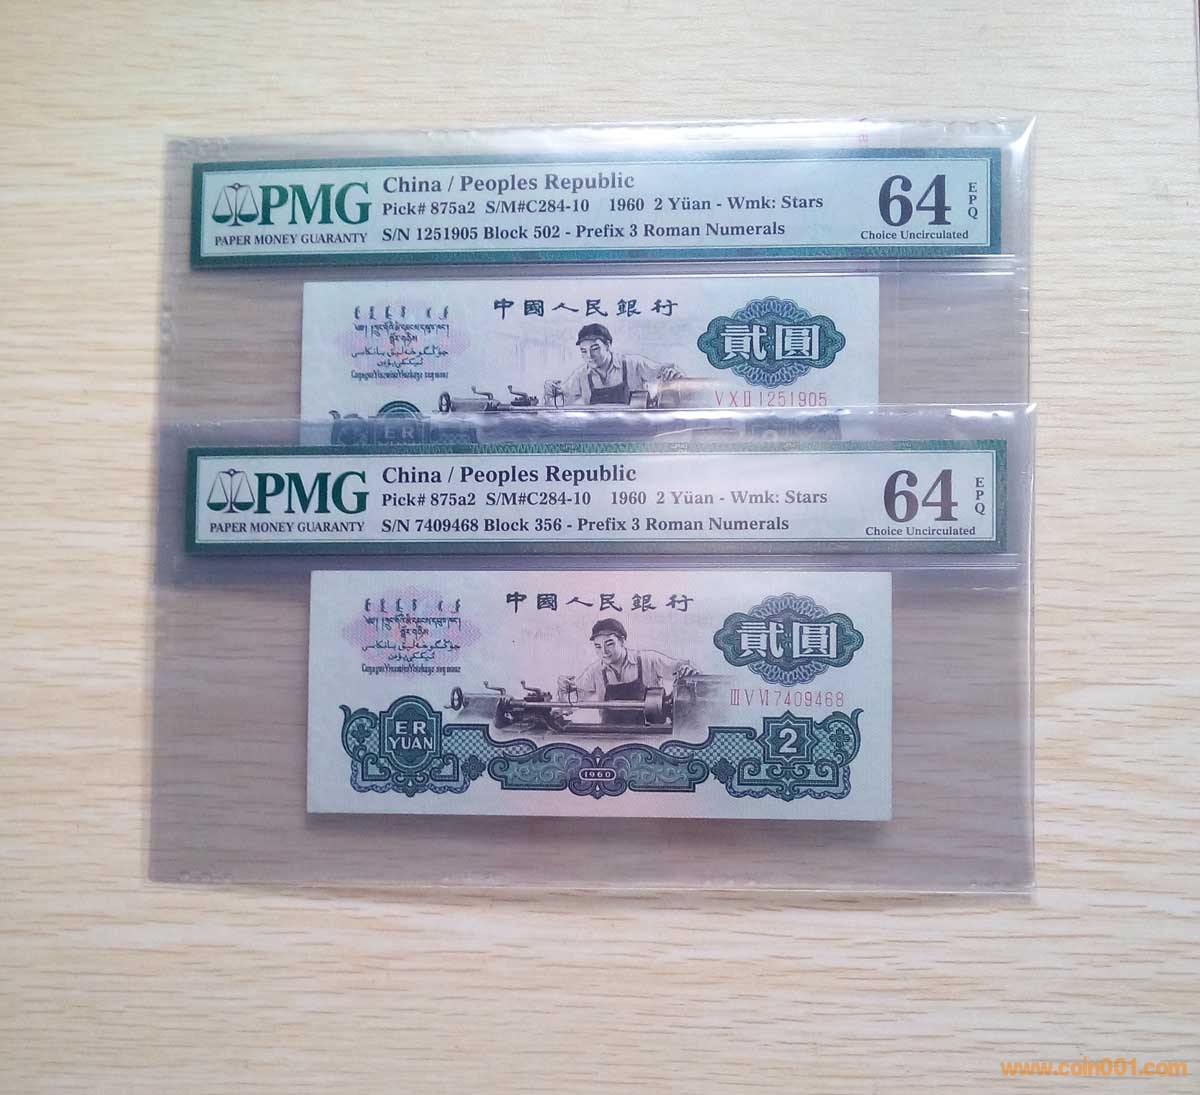 PMG
PAPER MONEY GUARANTY
China / Peoples Republic
Pick# 875a2 S/M#C284-10 1960 2 Yüan - Wmk: Stars
S/N 1251905 Block 502 - Prefix 3 Roman Numerals
64
EPQ
Choice Uncirculated
中國人民銀行
貳圓
V X II 1251905
ER
2
PMG
PAPER MONEY GUARANTY
China / Peoples Republic
Pick# 875a2 S/M#C284-10 1960 2 Yüan - Wmk: Stars
S/N 7409468 Block 356 - Prefix 3 Roman Numerals
64
EPQ
Choice Uncirculated
中國人民銀行
貳圓
III V VI 7409468
ER
YUAN
2
1960
www.coin001.com